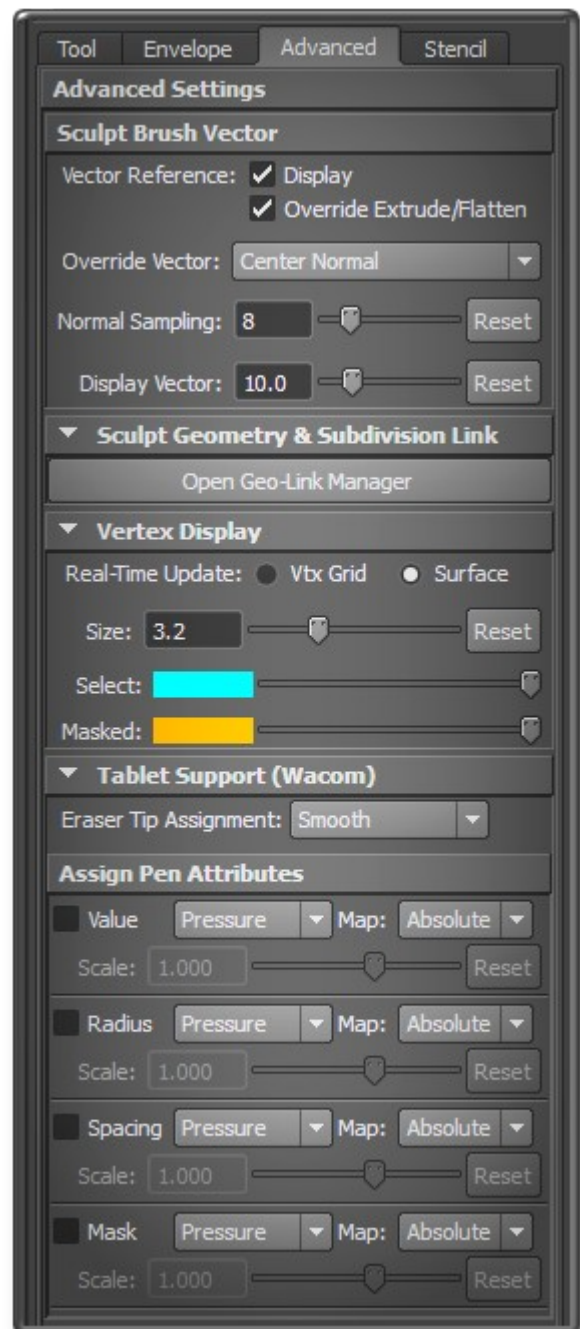 Tool Envelope Advanced Stencil
Advanced Settings
Sculpt Brush Vector
Vector Reference: Display
Override Extrude/Flatten
Override Vector: Center Normal
Normal Sampling: 8 Reset
Display Vector: 10.0 Reset
Sculpt Geometry & Subdivision Link
Open Geo-Link Manager
Vertex Display
Real-Time Update: Vtx Grid Surface
Size: 3.2 Reset
Select:
Masked:
Tablet Support (Wacom)
Eraser Tip Assignment: Smooth
Assign Pen Attributes
Value Pressure Map: Absolute
Scale: 1.000 Reset
Radius Pressure Map: Absolute
Scale: 1.000 Reset
Spacing Pressure Map: Absolute
Scale: 1.000 Reset
Mask Pressure Map: Absolute
Scale: 1.000 Reset